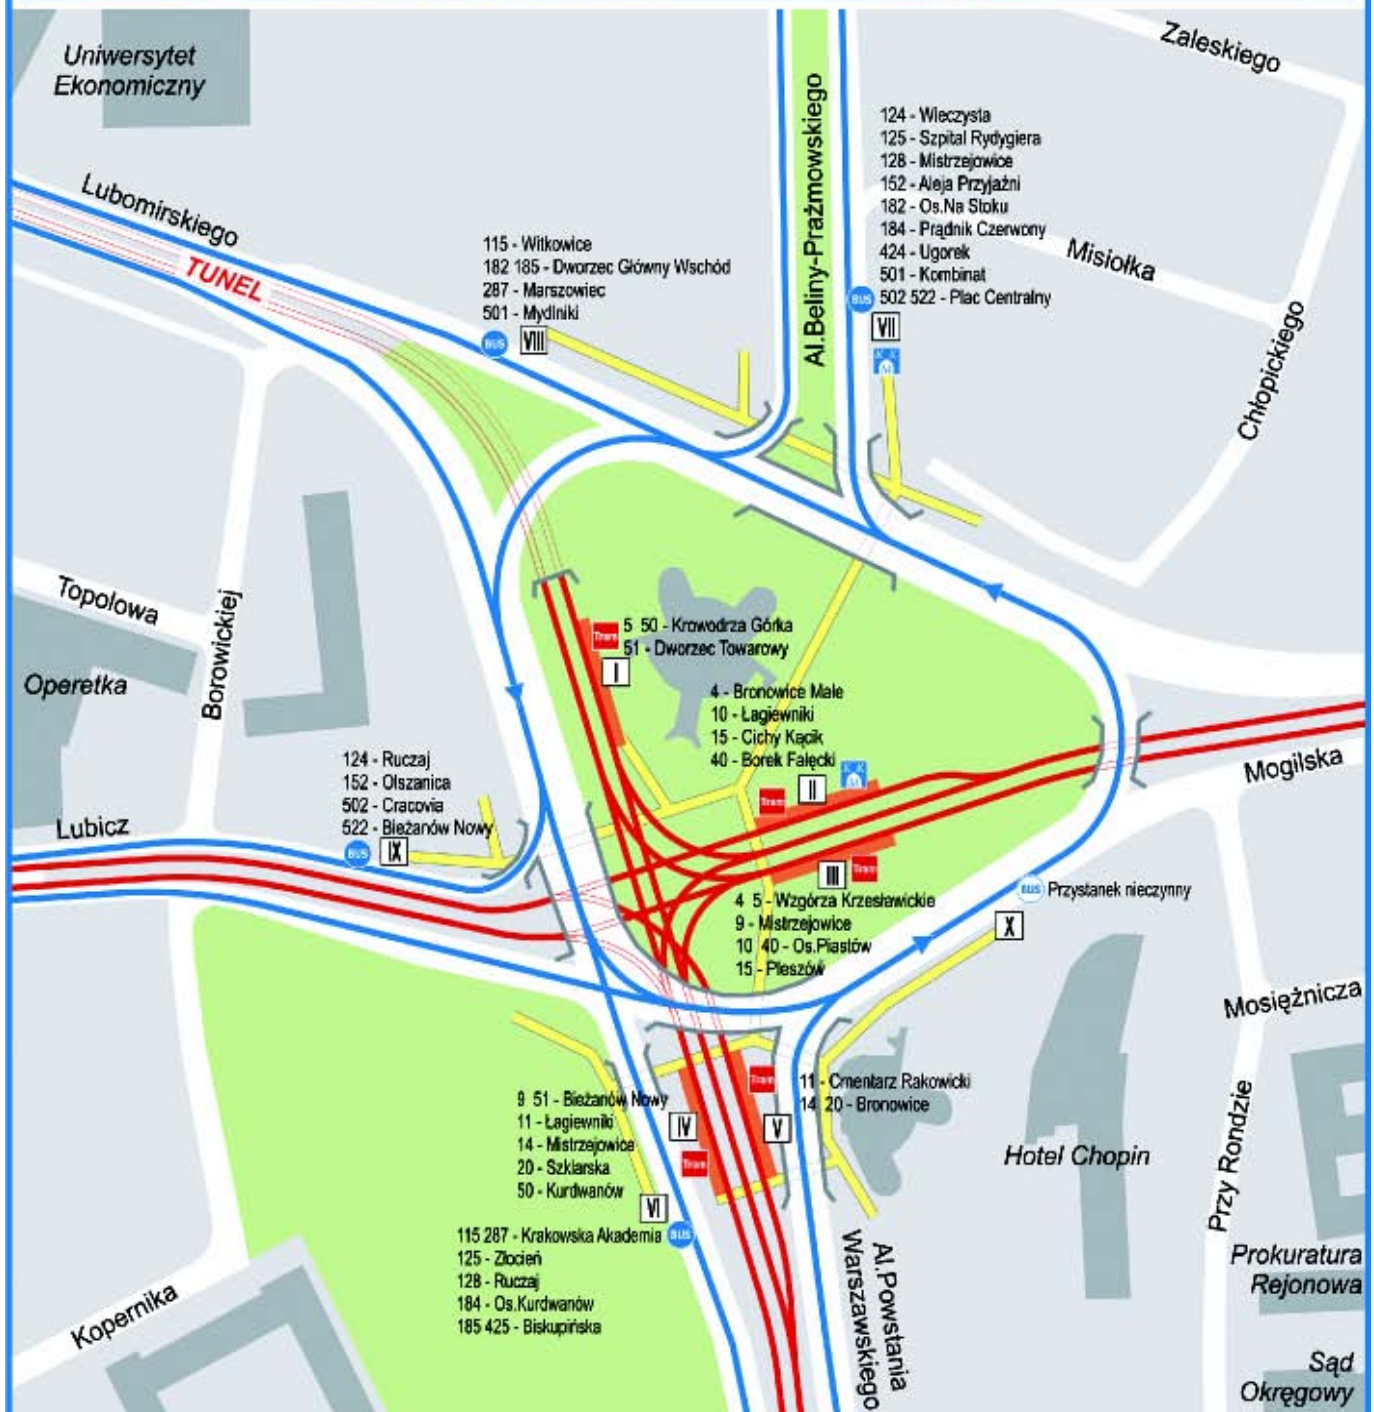 Uniwersytet
Ekonomiczny
Zaleskiego
Al.Beliny-Prażmowskiego
124 - Wieczysta
125 - Szpital Rydygiera
128 - Mistrzejowice
152 - Aleja Przyjaźni
182 - Os.Na Stoku
184 - Prądnik Czerwony
424 - Ugorek
501 - Kombinat
BUS 502 522 - Plac Centralny
VII
K K
M
Misiołka
Chłopickiego
Lubomirskiego
TUNEL
115 - Witkowice
182 185 - Dworzec Główny Wschód
287 - Marszowiec
501 - Mydlniki
BUS VIII
Topolowa
Borowickiej
Operetka
Tram 5 50 - Krowodrza Górka
51 - Dworzec Towarowy
I
4 - Bronowice Małe
10 - Łagiewniki
15 - Cichy Kącik
40 - Borek Fałęcki
Tram II K K
M
Mogilska
124 - Ruczaj
152 - Olszanica
502 - Cracovia
522 - Bieżanów Nowy
BUS IX
Lubicz
III Tram
4 5 - Wzgórza Krzesławickie
9 - Mistrzejowice
10 40 - Os.Piastów
15 - Pleszów
BUS Przystanek nieczynny
X
Mosiężnicza
Tram 11 - Cmentarz Rakowicki
14 20 - Bronowice
V
9 51 - Bieżanów Nowy
11 - Łagiewniki
14 - Mistrzejowice
20 - Szklarska
50 - Kurdwanów
IV
Tram
VI
115 287 - Krakowska Akademia BUS
125 - Złocień
128 - Ruczaj
184 - Os.Kurdwanów
185 425 - Biskupińska
Hotel Chopin
Przy Rondzie
Kopernika
Al.Powstania
Warszawskiego
Prokuratura
Rejonowa
Sąd
Okręgowy